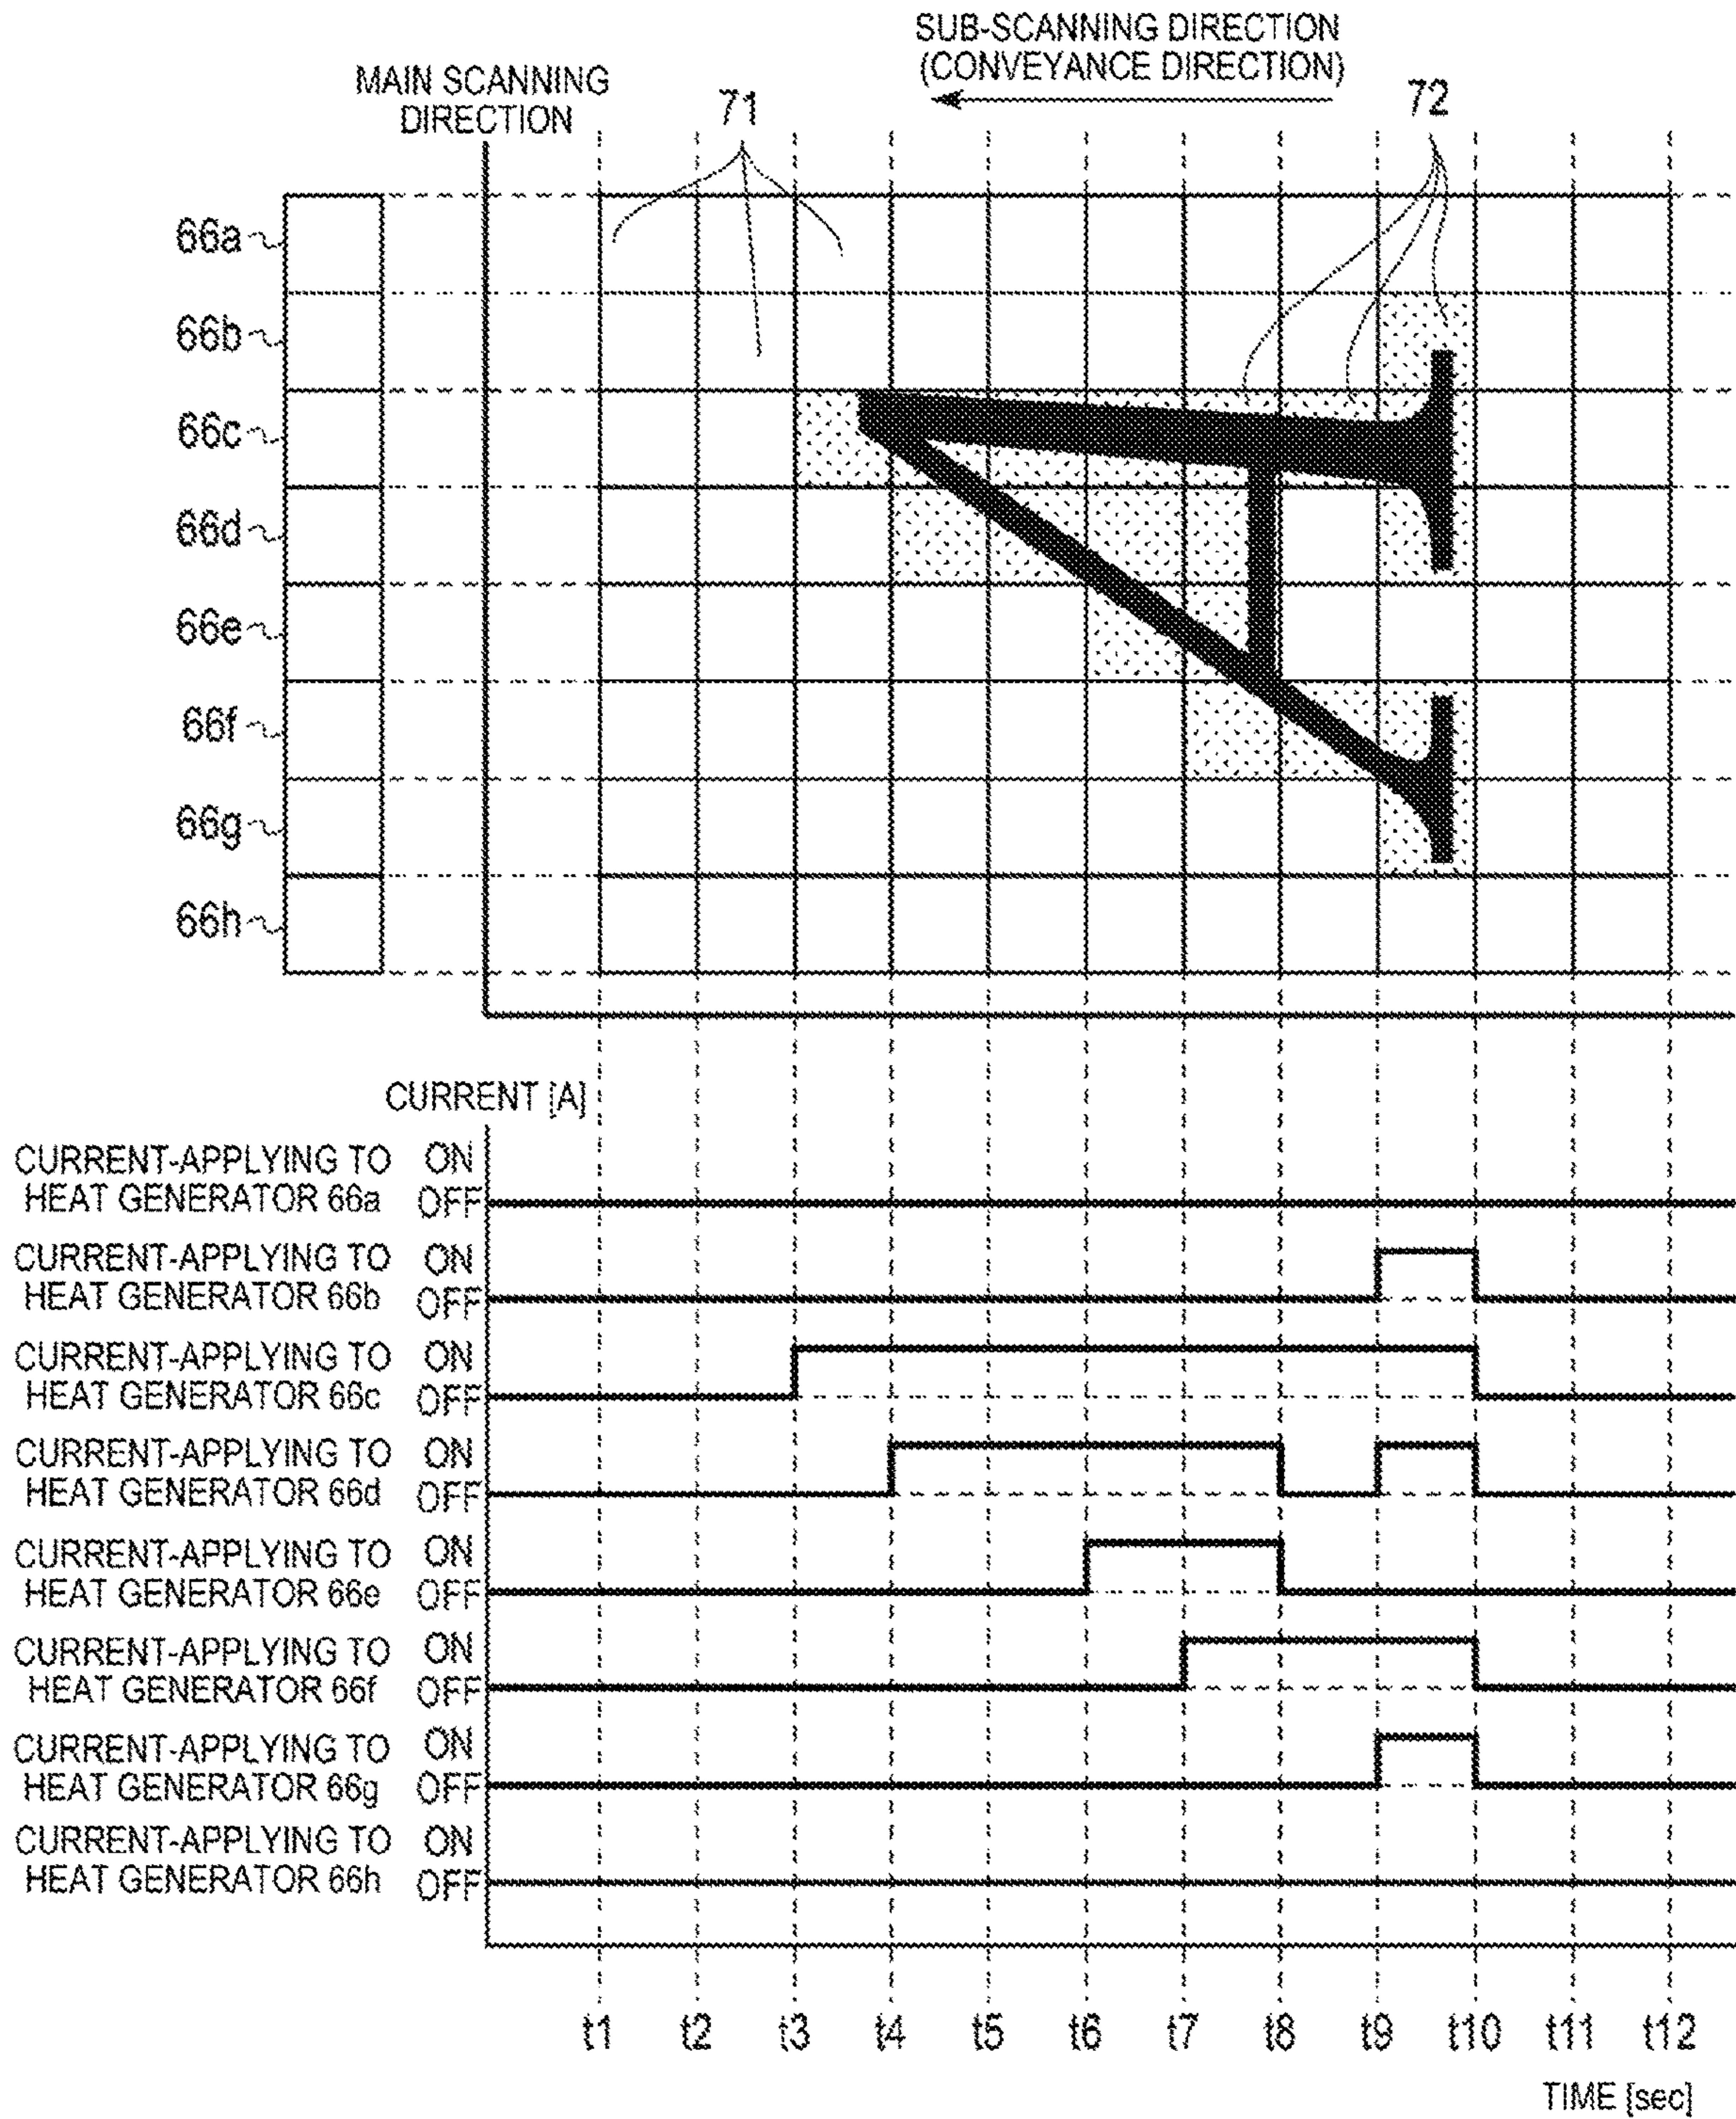 SUB-SCANNING DIRECTION
(CONVEYANCE DIRECTION)
MAIN SCANNING
DIRECTION
71
72
66a
66b
66c
66d
66e
66f
66g
66h
A
CURRENT [A]
CURRENT-APPLYING TO
HEAT GENERATOR 66a
ON
OFF
CURRENT-APPLYING TO
HEAT GENERATOR 66b
ON
OFF
CURRENT-APPLYING TO
HEAT GENERATOR 66c
ON
OFF
CURRENT-APPLYING TO
HEAT GENERATOR 66d
ON
OFF
CURRENT-APPLYING TO
HEAT GENERATOR 66e
ON
OFF
CURRENT-APPLYING TO
HEAT GENERATOR 66f
ON
OFF
CURRENT-APPLYING TO
HEAT GENERATOR 66g
ON
OFF
CURRENT-APPLYING TO
HEAT GENERATOR 66h
ON
OFF
t1 t2 t3 t4 t5 t6 t7 t8 t9 t10 t11 t12
TIME [sec]